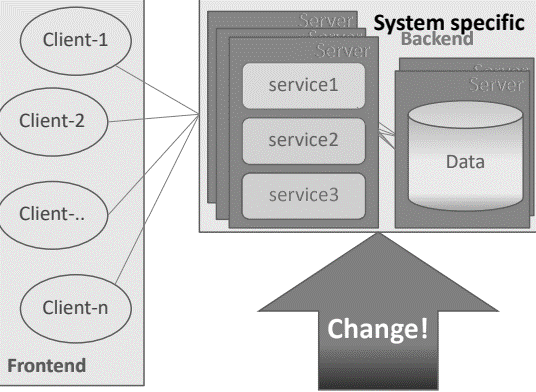 Client-1
Client-2
Client-..
Client-n
Frontend
System specific
Backend
Server
Server
Server
service1
service2
service3
Server
Server
Data
Change!